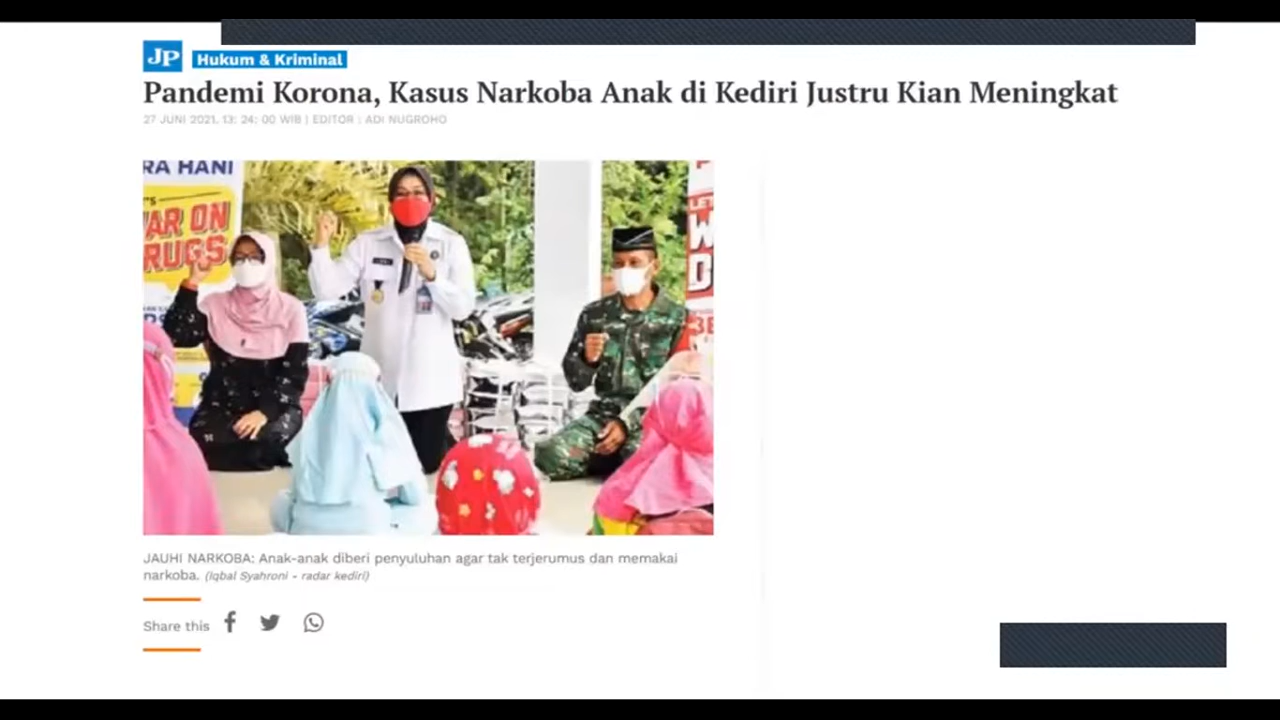 JP Hukum & Kriminal
Pandemi Korona, Kasus Narkoba Anak di Kediri Justru Kian Meningkat
27 JUNI 2021, 13: 24: 00 WIB | EDITOR : ADI NUGROHO
RA HANI
WAR ON
RUGS
JAUHI NARKOBA: Anak-anak diberi penyuluhan agar tak terjerumus dan memakai
narkoba. (Iqbal Syahroni - radar kediri)
Share this